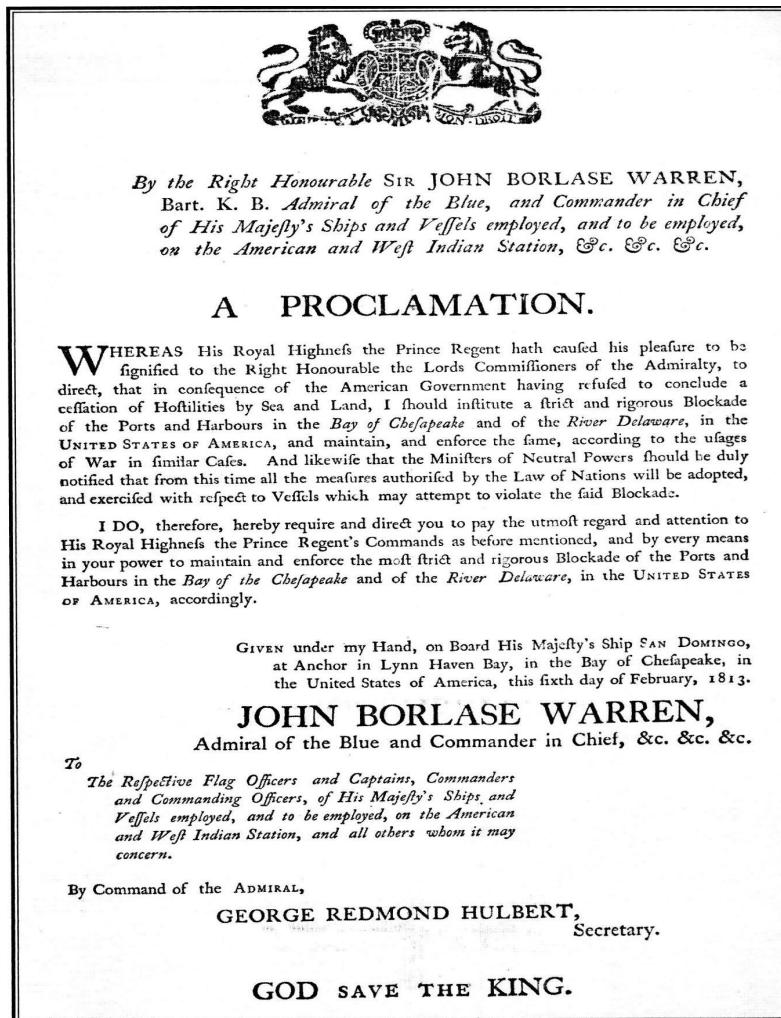 MON·DROIT
By the Right Honourable SIR JOHN BORLASE WARREN,
Bart. K. B. Admiral of the Blue, and Commander in Chief
of His Majeſty's Ships and Veſſels employed, and to be employed,
on the American and Weſt Indian Station, &c. &c. &c.
A PROCLAMATION.
WHEREAS His Royal Highneſs the Prince Regent hath cauſed his pleaſure to be
ſignified to the Right Honourable the Lords Commiſſioners of the Admiralty, to
direct, that in conſequence of the American Government having refuſed to conclude a
ceſſation of Hoſtilities by Sea and Land, I ſhould inſtitute a ſtrict and rigorous Blockade
of the Ports and Harbours in the Bay of Cheſapeake and of the River Delaware, in the
UNITED STATES OF AMERICA, and maintain, and enforce the ſame, according to the uſages
of War in ſimilar Caſes. And likewiſe that the Miniſters of Neutral Powers ſhould be duly
notified that from this time all the meaſures authoriſed by the Law of Nations will be adopted,
and exerciſed with reſpect to Veſſels which may attempt to violate the ſaid Blockade.
I DO, therefore, hereby require and direct you to pay the utmoſt regard and attention to
His Royal Highneſs the Prince Regent's Commands as before mentioned, and by every means
in your power to maintain and enforce the moſt ſtrict and rigorous Blockade of the Ports and
Harbours in the Bay of the Cheſapeake and of the River Delaware, in the UNITED STATES
OF AMERICA, accordingly.
GIVEN under my Hand, on Board His Majeſty's Ship SAN DOMINGO,
at Anchor in Lynn Haven Bay, in the Bay of Cheſapeake, in
the United States of America, this ſixth day of February, 1813.
JOHN BORLASE WARREN,
Admiral of the Blue and Commander in Chief, &c. &c. &c.
To
The Reſpective Flag Officers and Captains, Commanders
and Commanding Officers, of His Majeſty's Ships and
Veſſels employed, and to be employed, on the American
and Weſt Indian Station, and all others whom it may
concern.
By Command of the ADMIRAL,
GEORGE REDMOND HULBERT,
Secretary.
GOD SAVE THE KING.